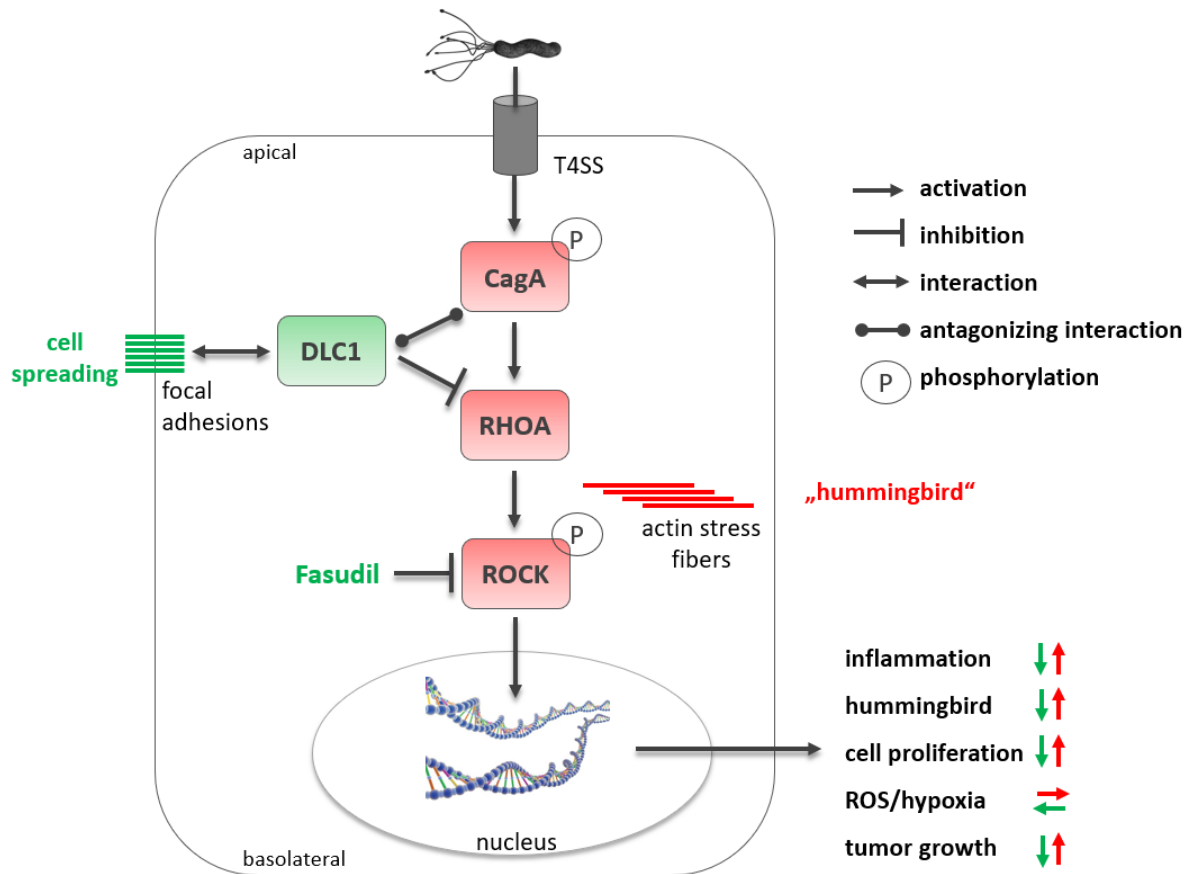 apical
T4SS
P
CagA
DLC1
cell
spreading
focal
adhesions
RHOA
„hummingbird“
actin stress
fibers
P
Fasudil
ROCK
nucleus
basolateral
activation
inhibition
interaction
antagonizing interaction
P phosphorylation
inflammation
hummingbird
cell proliferation
ROS/hypoxia
tumor growth